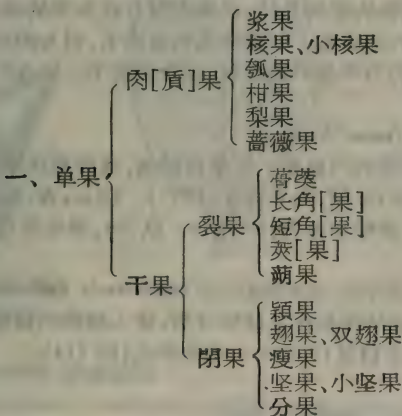 浆果
核果、小核果
瓠果
柑果
梨果
蔷薇果
肉[质]果
一、单果
蓇葖
长角[果]
短角[果]
荚[果]
蒴果
裂果
干果
颖果
翅果、双翅果
瘦果
坚果、小坚果
分果
閉果